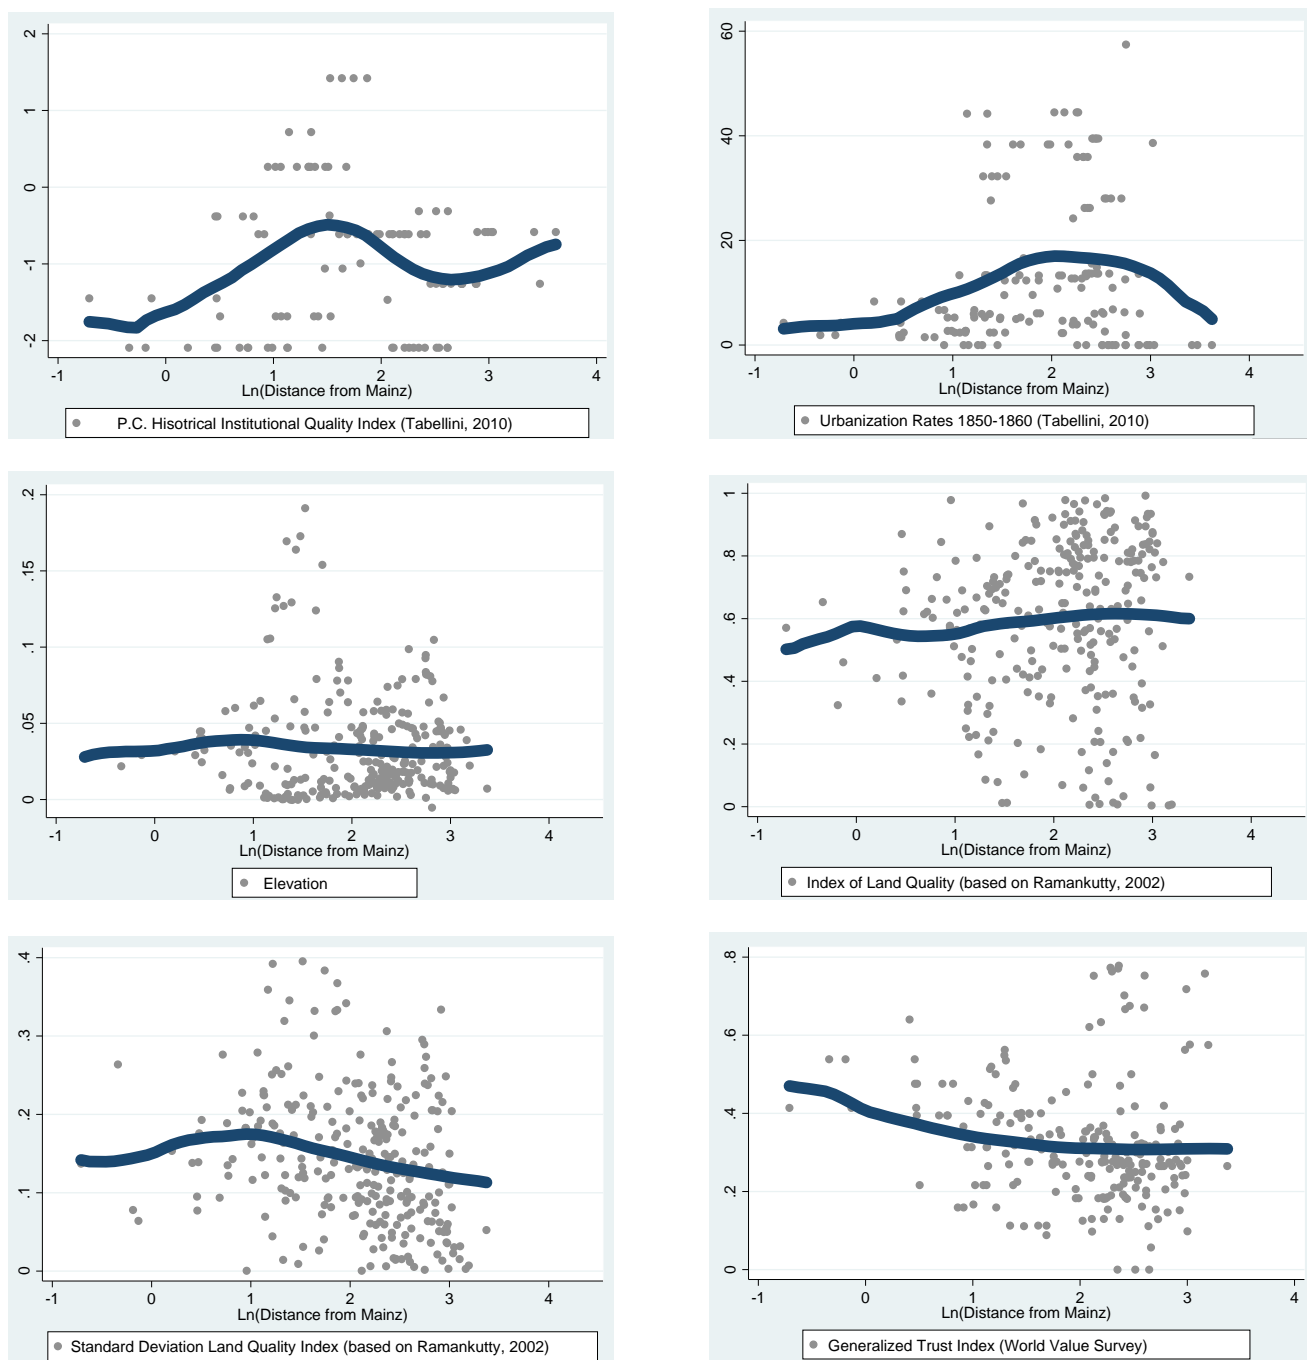 2
1
0
-1
-2
-1 0 1 2 3 4
Ln(Distance from Mainz)
P.C. Hisotrical Institutional Quality Index (Tabellini, 2010)
60
40
20
0
-1 0 1 2 3 4
Ln(Distance from Mainz)
Urbanization Rates 1850-1860 (Tabellini, 2010)
.2
.15
.1
.05
0
-1 0 1 2 3 4
Ln(Distance from Mainz)
Elevation
1
.8
.6
.4
.2
0
-1 0 1 2 3 4
Ln(Distance from Mainz)
Index of Land Quality (based on Ramankutty, 2002)
.4
.3
.2
.1
0
-1 0 1 2 3 4
Ln(Distance from Mainz)
Standard Deviation Land Quality Index (based on Ramankutty, 2002)
.8
.6
.4
.2
0
-1 0 1 2 3 4
Ln(Distance from Mainz)
Generalized Trust Index (World Value Survey)